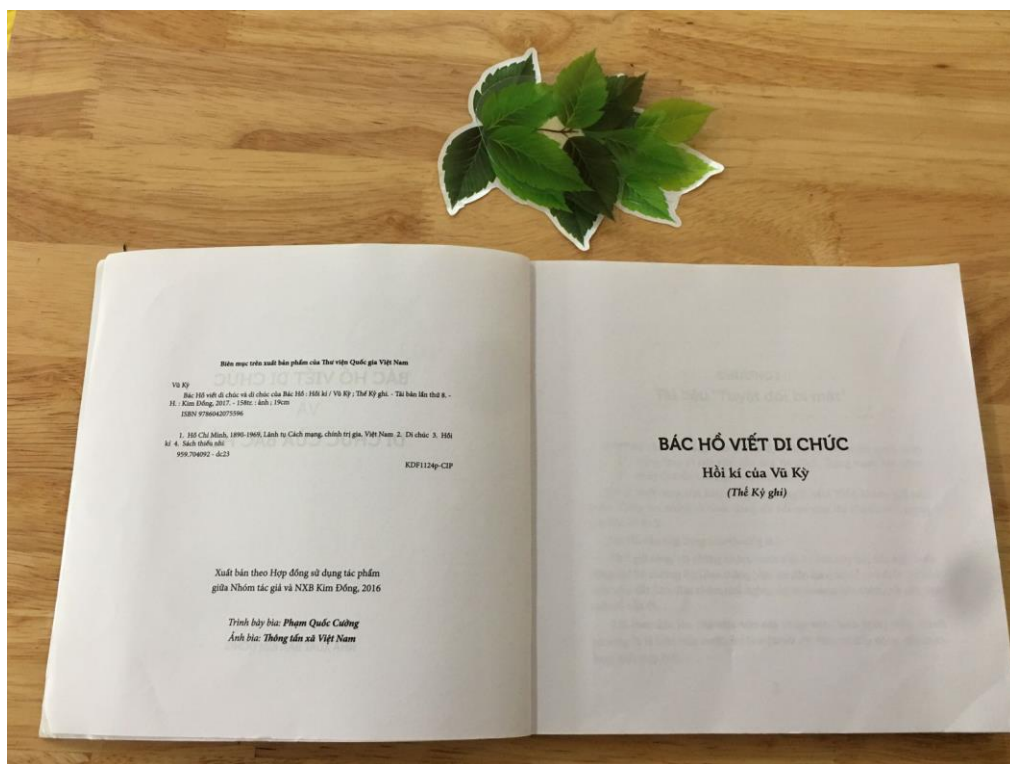 Biên mục trên xuất bản phẩm của Thư viện Quốc gia Việt Nam
Vũ Kỳ
Bác Hồ viết di chúc và di chúc của Bác Hồ : Hồi kí / Vũ Kỳ ; Thế Kỷ ghi. - Tái bản lần thứ 8. -
H. : Kim Đồng, 2017. - 158tr. : ảnh ; 19cm
ISBN 9786042075596
1. Hồ Chí Minh, 1890-1969, Lãnh tụ Cách mạng, chính trị gia, Việt Nam 2. Di chúc 3. Hồi
kí 4. Sách thiếu nhi
959.704092 - dc23
KDF1124p-CIP
Xuất bản theo Hợp đồng sử dụng tác phẩm
giữa Nhóm tác giả và NXB Kim Đồng, 2016
Trình bày bìa: Phạm Quốc Cường
Ảnh bìa: Thông tấn xã Việt Nam
BÁC HỒ VIẾT DI CHÚC
Hồi kí của Vũ Kỳ
(Thế Kỷ ghi)